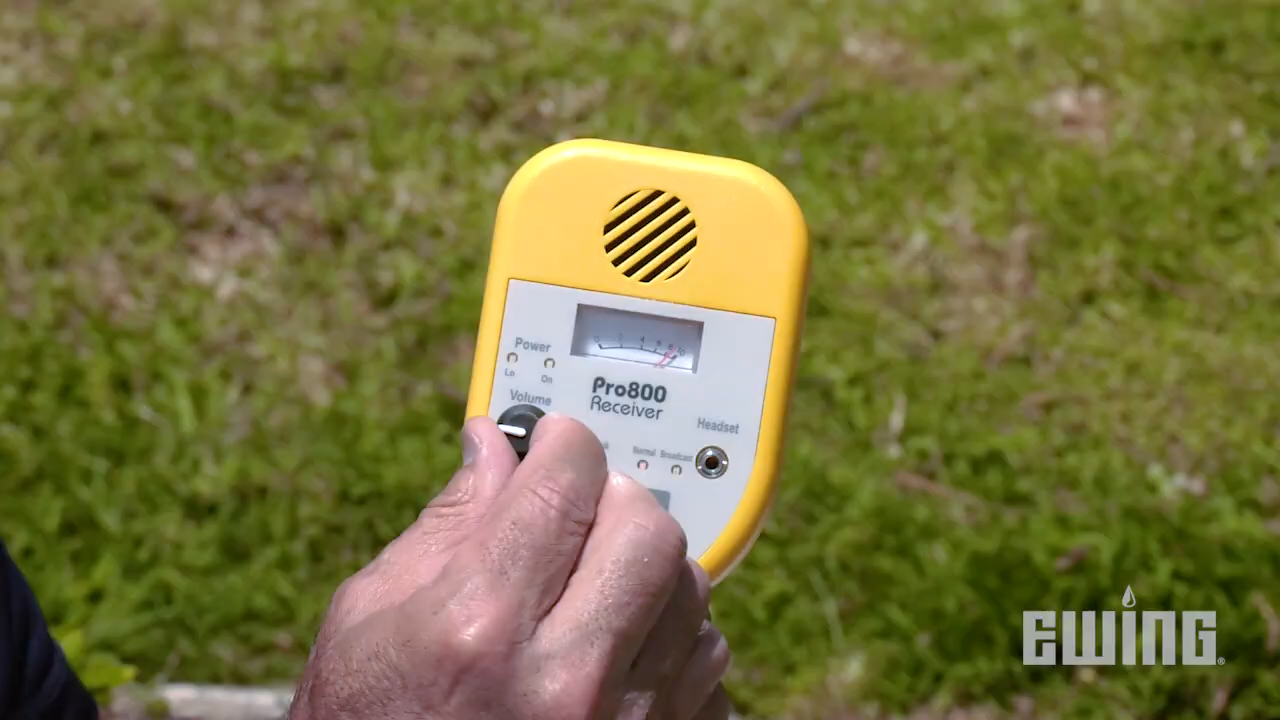 Power
Lo On
Volume
Pro800
Receiver
Headset
Normal Broadcast
EWING